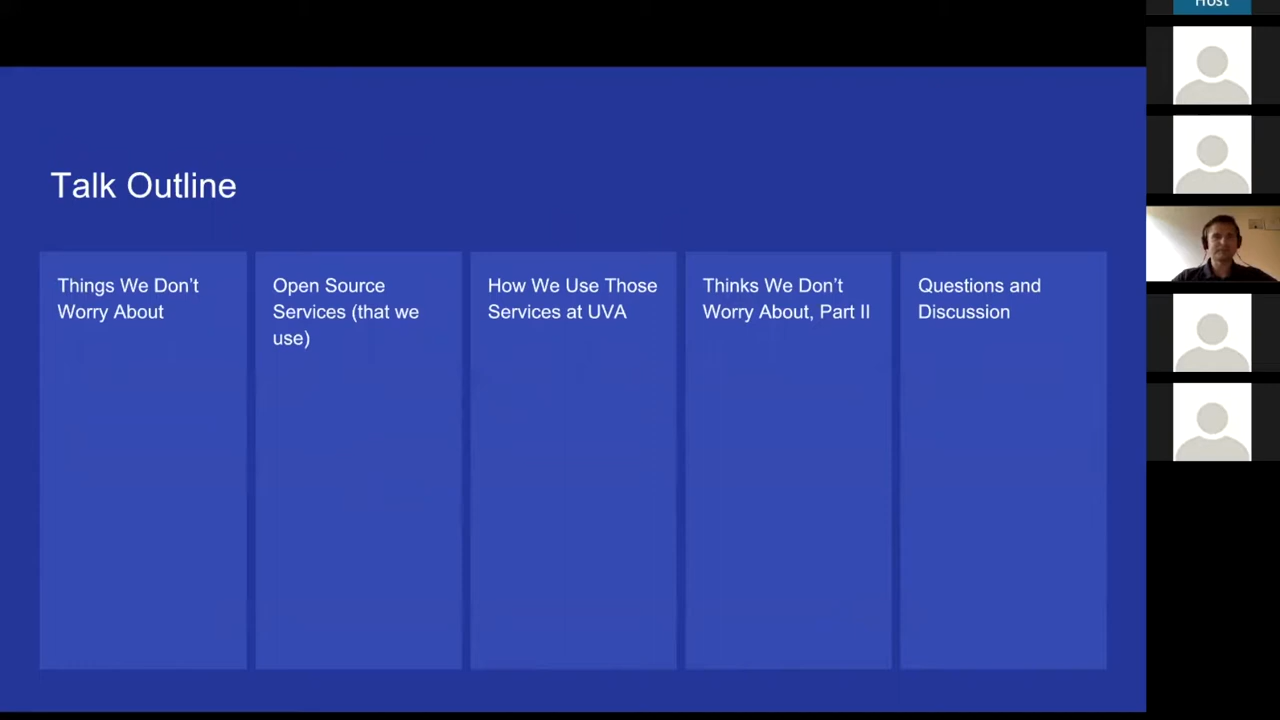 Host
Talk Outline
Things We Don't
Worry About
Open Source
Services (that we
use)
How We Use Those
Services at UVA
Thinks We Don't
Worry About, Part II
Questions and
Discussion